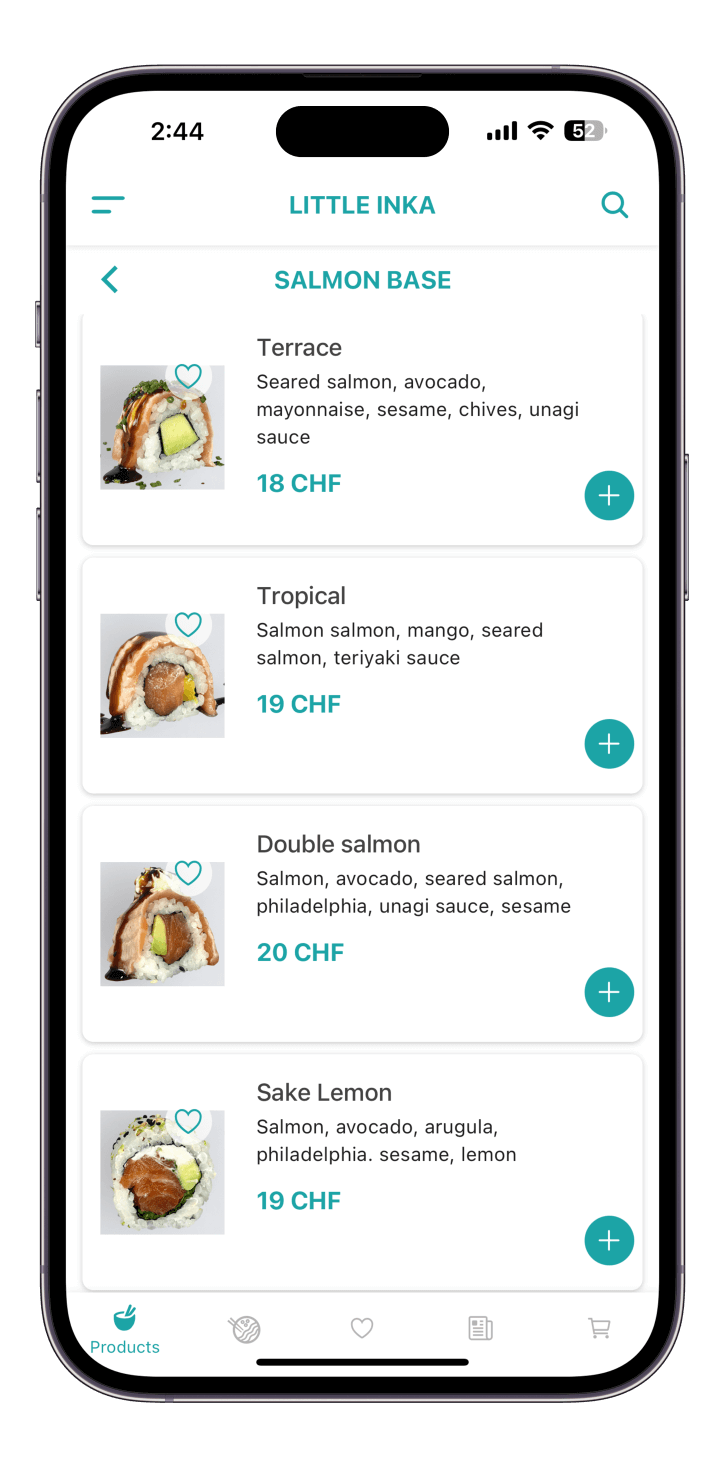 2:44
52
LITTLE INKA
SALMON BASE
Terrace
Seared salmon, avocado,
mayonnaise, sesame, chives, unagi
sauce
18 CHF
Tropical
Salmon salmon, mango, seared
salmon, teriyaki sauce
19 CHF
Double salmon
Salmon, avocado, seared salmon,
philadelphia, unagi sauce, sesame
20 CHF
Sake Lemon
Salmon, avocado, arugula,
philadelphia. sesame, lemon
19 CHF
Products